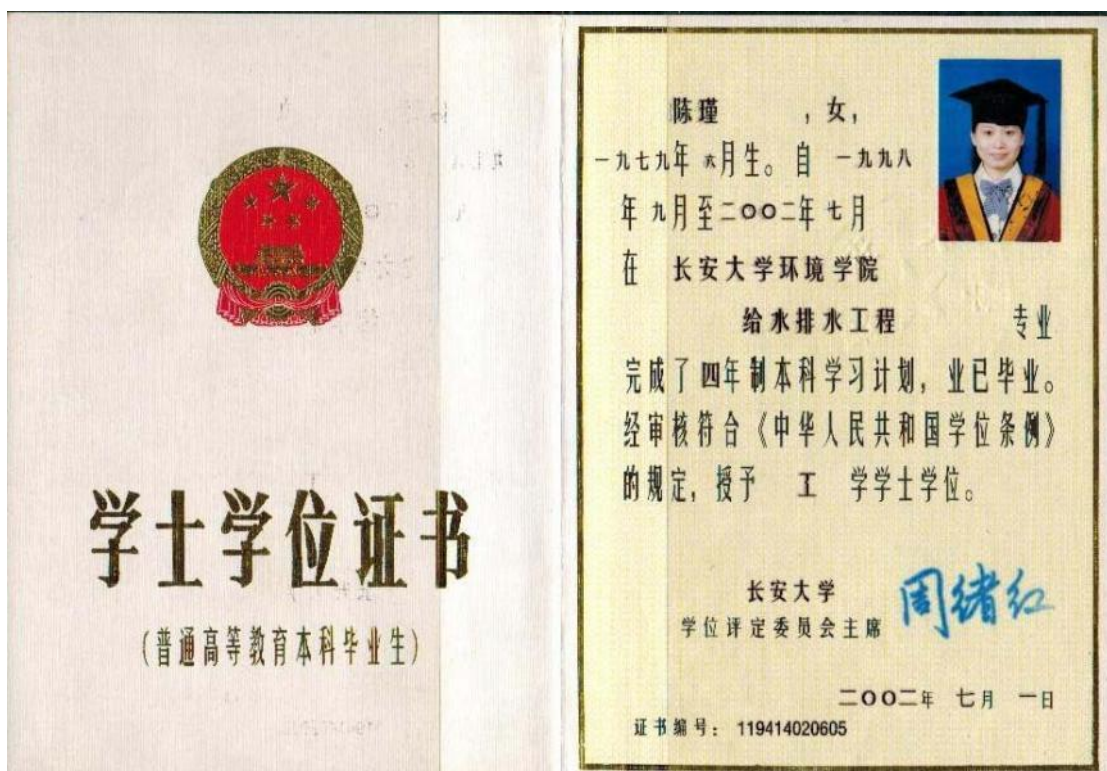 学士学位证书
(普通高等教育本科毕业生)
陈瑾 , 女,
一九七九年 六月生。自 一九九八
年 九月至二〇〇二年 七月
在 长安大学环境学院
给水排水工程 专业
完成了四年制本科学习计划, 业已毕业。
经审核符合《中华人民共和国学位条例》
的规定, 授予 工 学学士学位。
长安大学
学位评定委员会主席 周绪红
二〇〇二年 七月 一日
证书编号: 119414020605